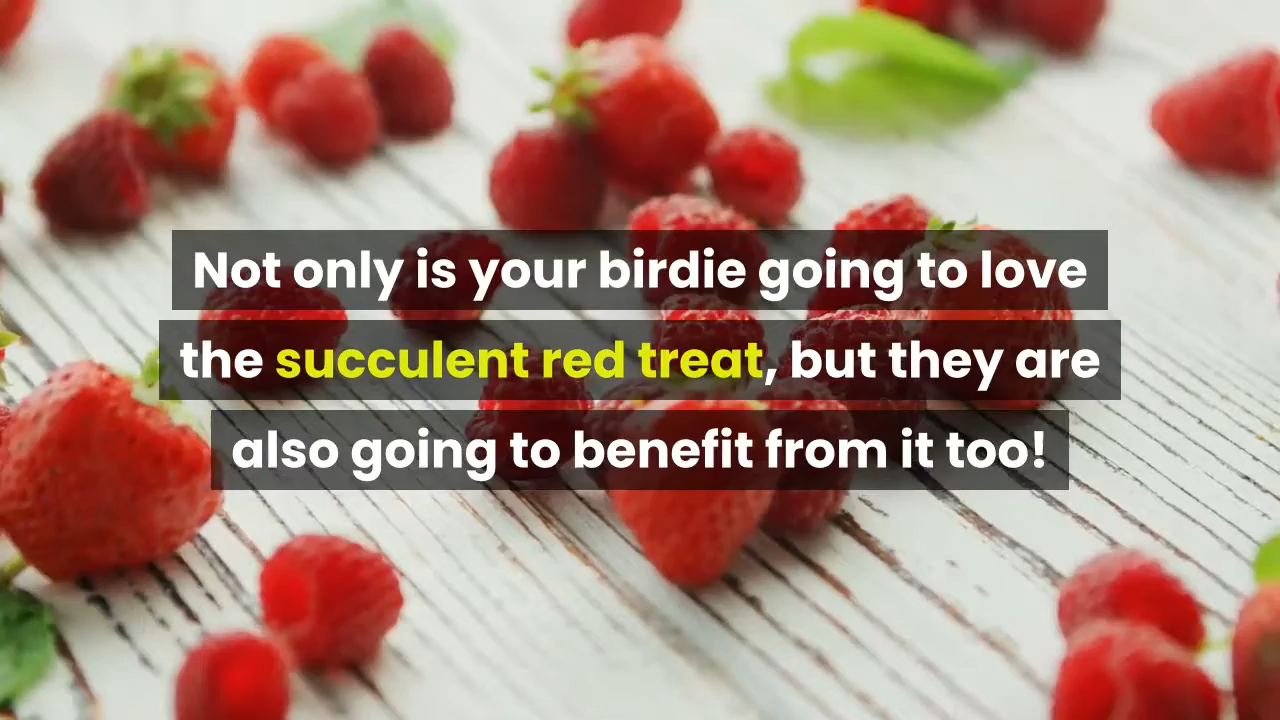 Not only is your birdie going to love
the succulent red treat, but they are
also going to benefit from it too!